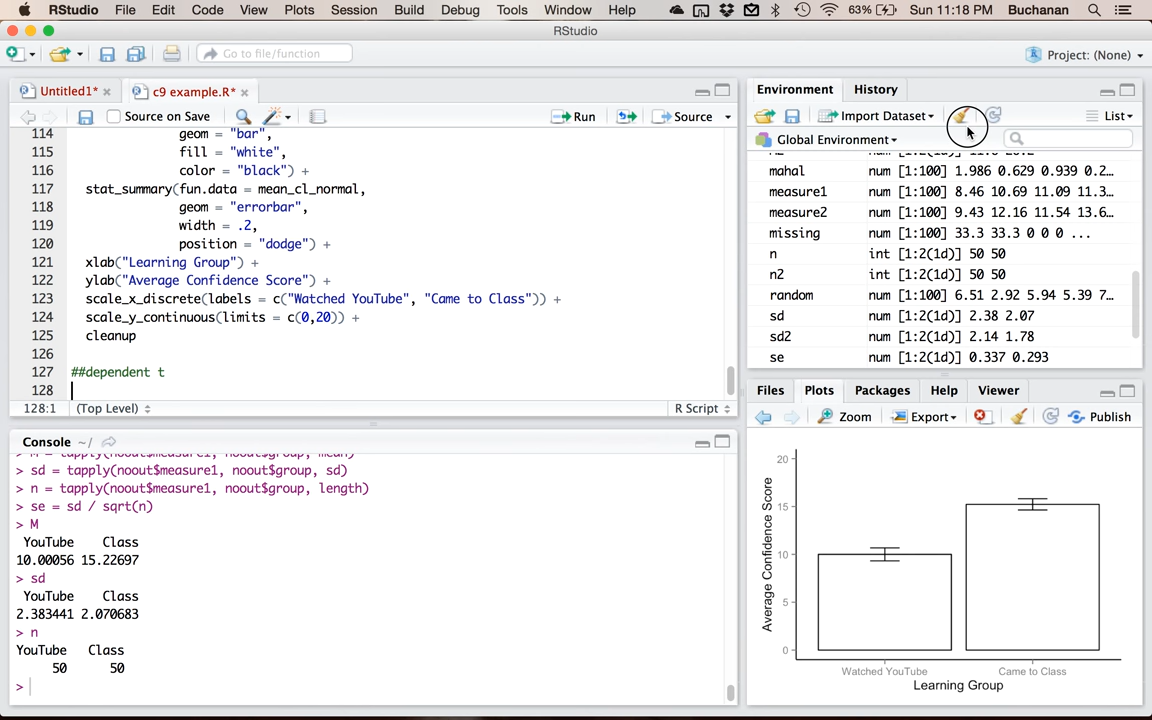 RStudio File Edit Code View Plots Session Build Debug Tools Window Help 63% Sun 11:18 PM Buchanan
RStudio
Go to file/function
Project: (None)
Untitled1* c9 example.R*
Source on Save Run Source
114 geom = "bar",
115 fill = "white",
116 color = "black") +
117 stat_summary(fun.data = mean_cl_normal,
118 geom = "errorbar",
119 width = .2,
120 position = "dodge") +
121 xlab("Learning Group") +
122 ylab("Average Confidence Score") +
123 scale_x_discrete(labels = c("Watched YouTube", "Came to Class")) +
124 scale_y_continuous(limits = c(0,20)) +
125 cleanup
126
127 ##dependent t
128
128:1 (Top Level) R Script
Console ~/
> sd = tapply(noout$measure1, noout$group, sd)
> n = tapply(noout$measure1, noout$group, length)
> se = sd / sqrt(n)
> M
YouTube Class
10.00056 15.22697
> sd
YouTube Class
2.383441 2.070683
> n
YouTube Class
50 50
>
Environment History
Import Dataset List
Global Environment
mahal num [1:100] 1.986 0.629 0.939 0.2…
measure1 num [1:100] 8.46 10.69 11.09 11.3…
measure2 num [1:100] 9.43 12.16 11.54 13.6…
missing num [1:100] 33.3 33.3 0 0 0 ...
n int [1:2(1d)] 50 50
n2 int [1:2(1d)] 50 50
random num [1:100] 6.51 2.92 5.94 5.39 7…
sd num [1:2(1d)] 2.38 2.07
sd2 num [1:2(1d)] 2.14 1.78
se num [1:2(1d)] 0.337 0.293
Files Plots Packages Help Viewer
Zoom Export Publish
20
15
10
5
0
Average Confidence Score
Watched YouTube Came to Class
Learning Group